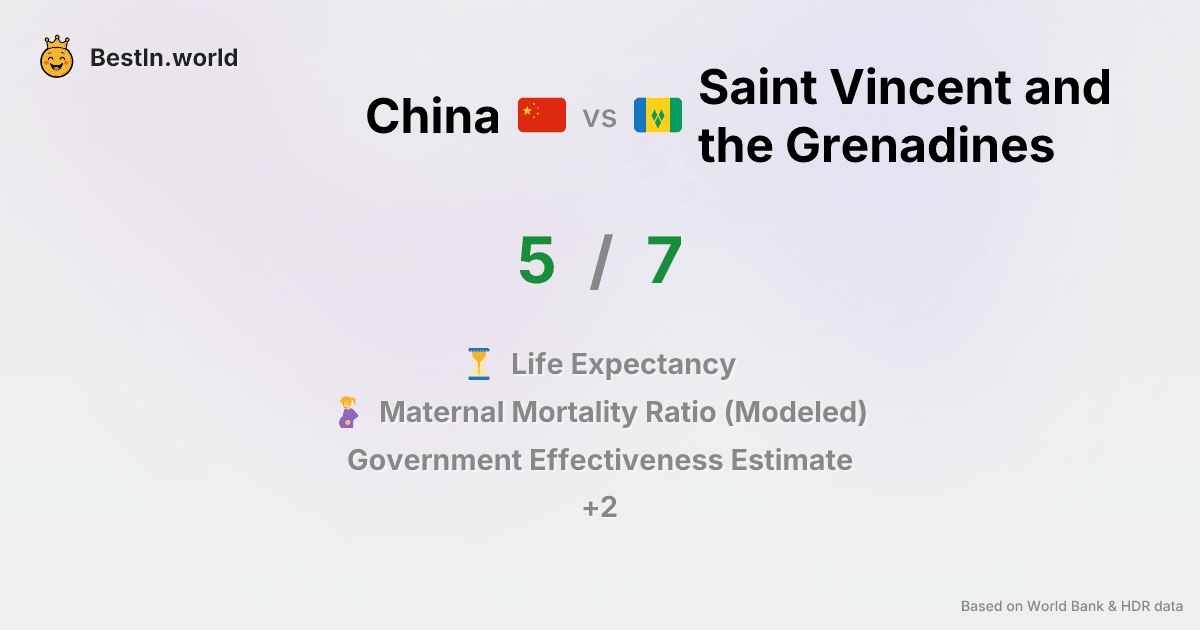 BestIn.world
China vs Saint Vincent and
the Grenadines
5 / 7
Life Expectancy
Maternal Mortality Ratio (Modeled)
Government Effectiveness Estimate
+2
Based on World Bank & HDR data